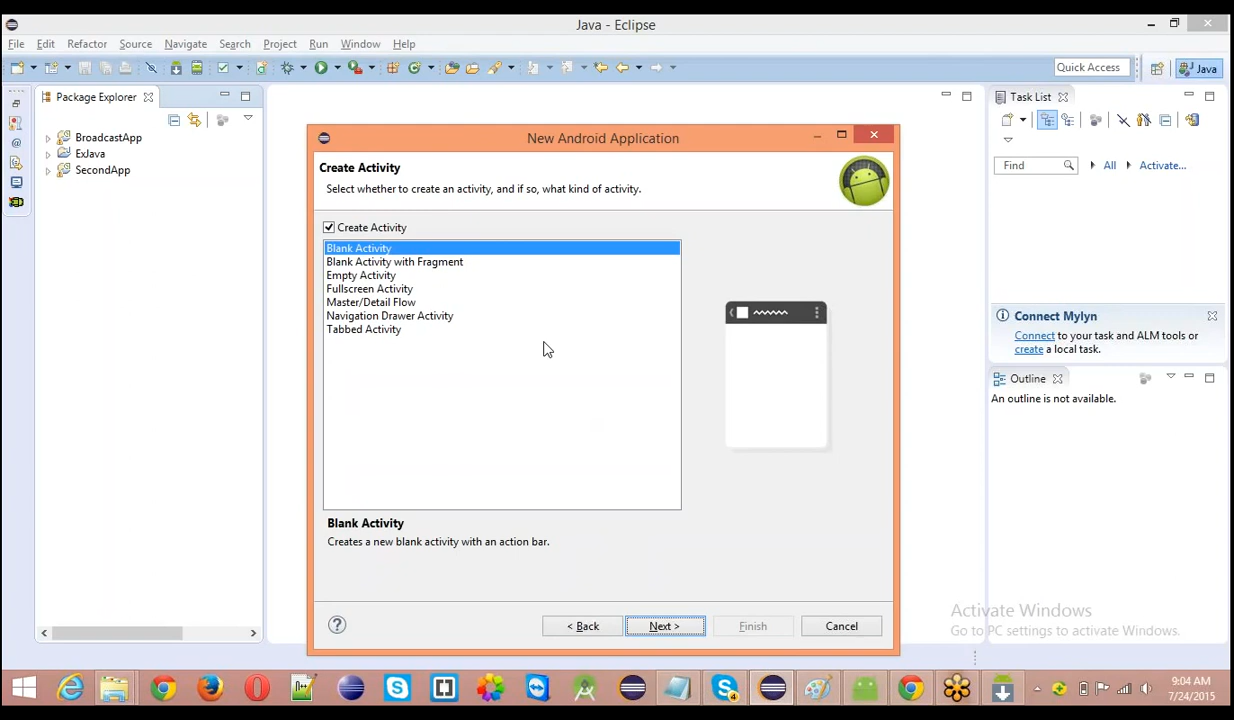 Java - Eclipse
File Edit Refactor Source Navigate Search Project Run Window Help
Quick Access
Java
Package Explorer
BroadcastApp
ExJava
SecondApp
New Android Application
Create Activity
Select whether to create an activity, and if so, what kind of activity.
Create Activity
Blank Activity
Blank Activity with Fragment
Empty Activity
Fullscreen Activity
Master/Detail Flow
Navigation Drawer Activity
Tabbed Activity
Blank Activity
Creates a new blank activity with an action bar.
< Back
Next >
Finish
Cancel
Task List
Find
All
Activate...
Connect Mylyn
Connect to your task and ALM tools or
create a local task.
Outline
An outline is not available.
Activate Windows
Go to PC settings to activate Windows.
4
9:04 AM
7/24/2015